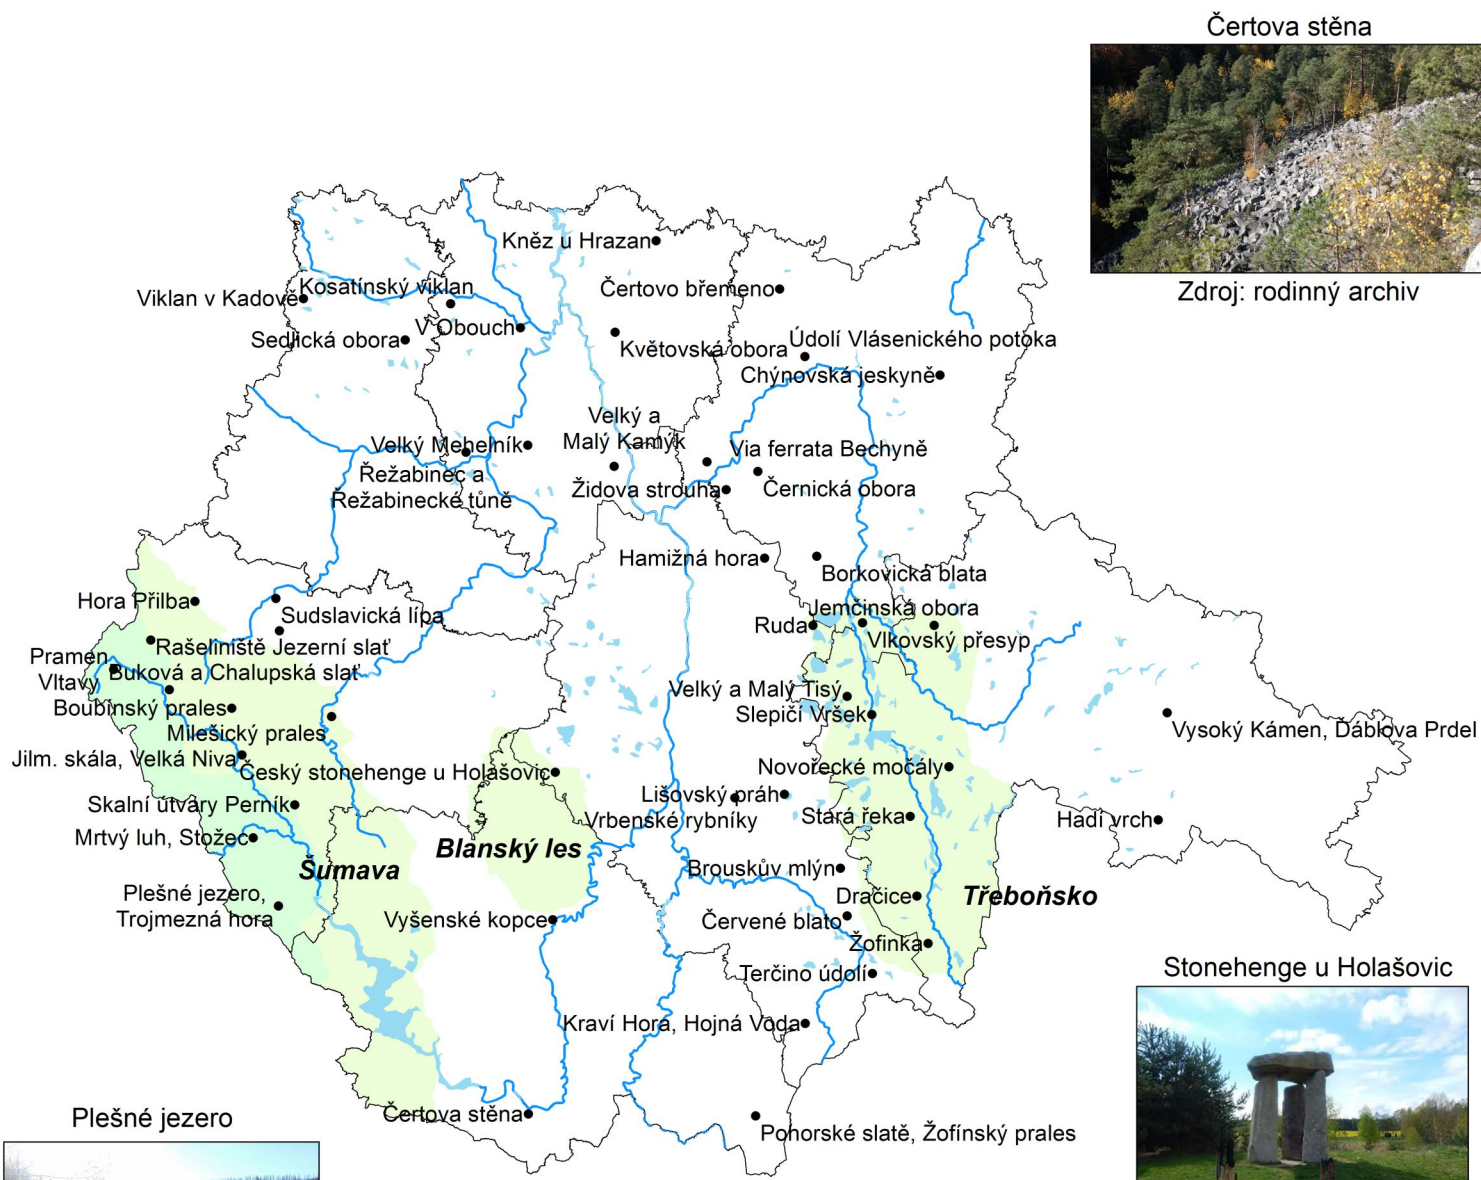 Čertova stěna
Zdroj: rodinný archiv
Kněz u Hrazan
Viklan v Kadově
Kosatínský viklan
Čertovo břemeno
Sedlická obora
V Obouch
Květovská obora
Údolí Vlásenického potoka
Chýnovská jeskyně
Velký a
Malý Kamýk
Velký Mehelník
Via ferrata Bechyně
Řežabinec a
Řežabinecké tůně
Židova strouha
Černická obora
Hamižná hora
Borkovická blata
Hora Přilba
Sudslavická lípa
Jemčinská obora
Ruda
Vlkovský přesyp
Rašeliniště Jezerní slať
Pramen
Vltavy
Buková a Chalupská slať
Velký a Malý Tisý
Boubínský prales
Slepičí Vršek
Milešický prales
Vysoký Kámen, Ďáblova Prdel
Jilm. skála, Velká Niva
Český stonehenge u Holašovic
Novořecké močály
Skalní útvary Perník
Lišovský práh
Vrbenské rybníky
Stará řeka
Hadí vrch
Mrtvý luh, Stožec
Blanský les
Šumava
Brouskův mlýn
Plešné jezero,
Trojmezná hora
Dračice
Třeboňsko
Vyšenské kopce
Červené blato
Žofinka
Terčino údolí
Stonehenge u Holašovic
Kraví Hora, Hojná Voda
Plešné jezero
Čertova stěna
Pohorské slatě, Žofínský prales